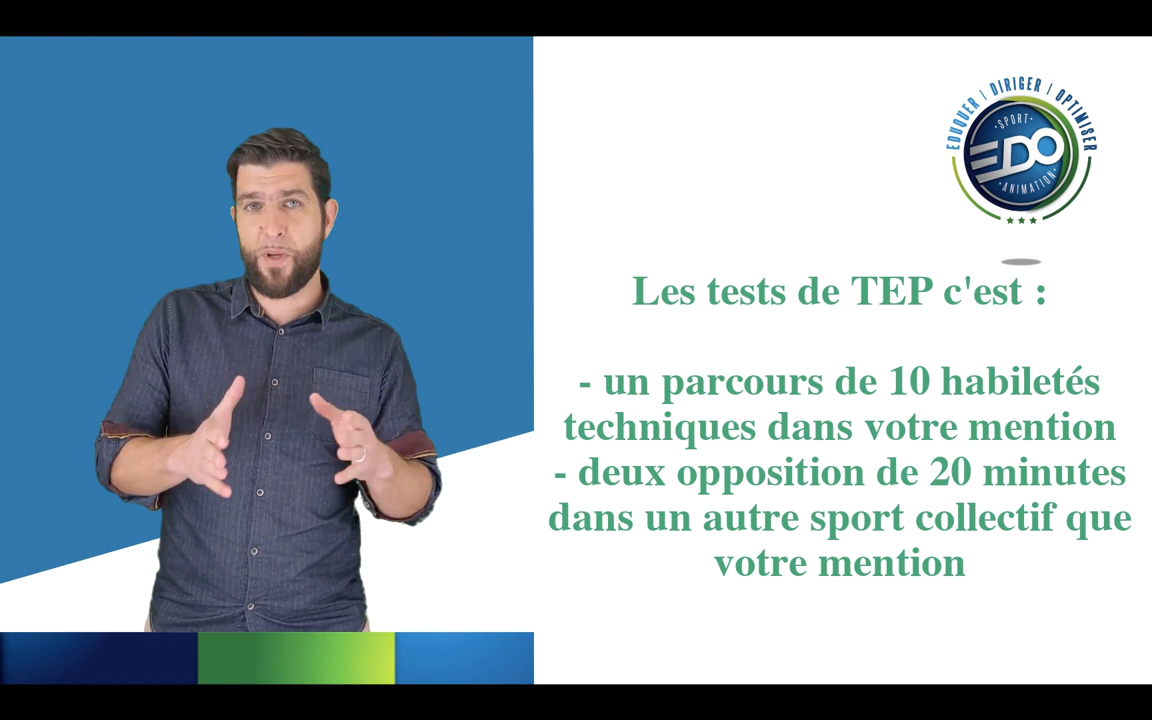 EDUQUER | DIRIGER | OPTIMISER
· SPORT ·
EDO
· ANIMATION ·
Les tests de TEP c'est :
- un parcours de 10 habiletés
techniques dans votre mention
- deux opposition de 20 minutes
dans un autre sport collectif que
votre mention